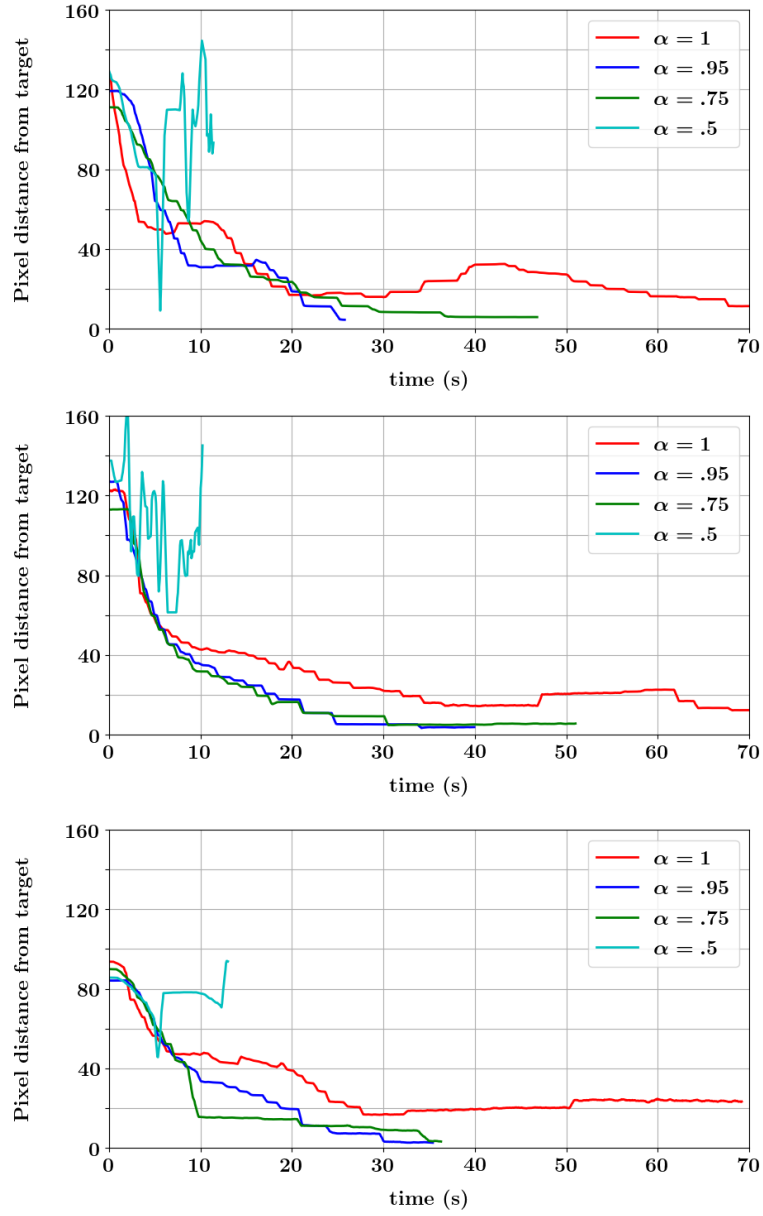 160
120
80
40
0
Pixel distance from target
0 10 20 30 40 50 60 70
time (s)
α = 1
α = .95
α = .75
α = .5
160
120
80
40
0
Pixel distance from target
0 10 20 30 40 50 60 70
time (s)
α = 1
α = .95
α = .75
α = .5
160
120
80
40
0
Pixel distance from target
0 10 20 30 40 50 60 70
time (s)
α = 1
α = .95
α = .75
α = .5